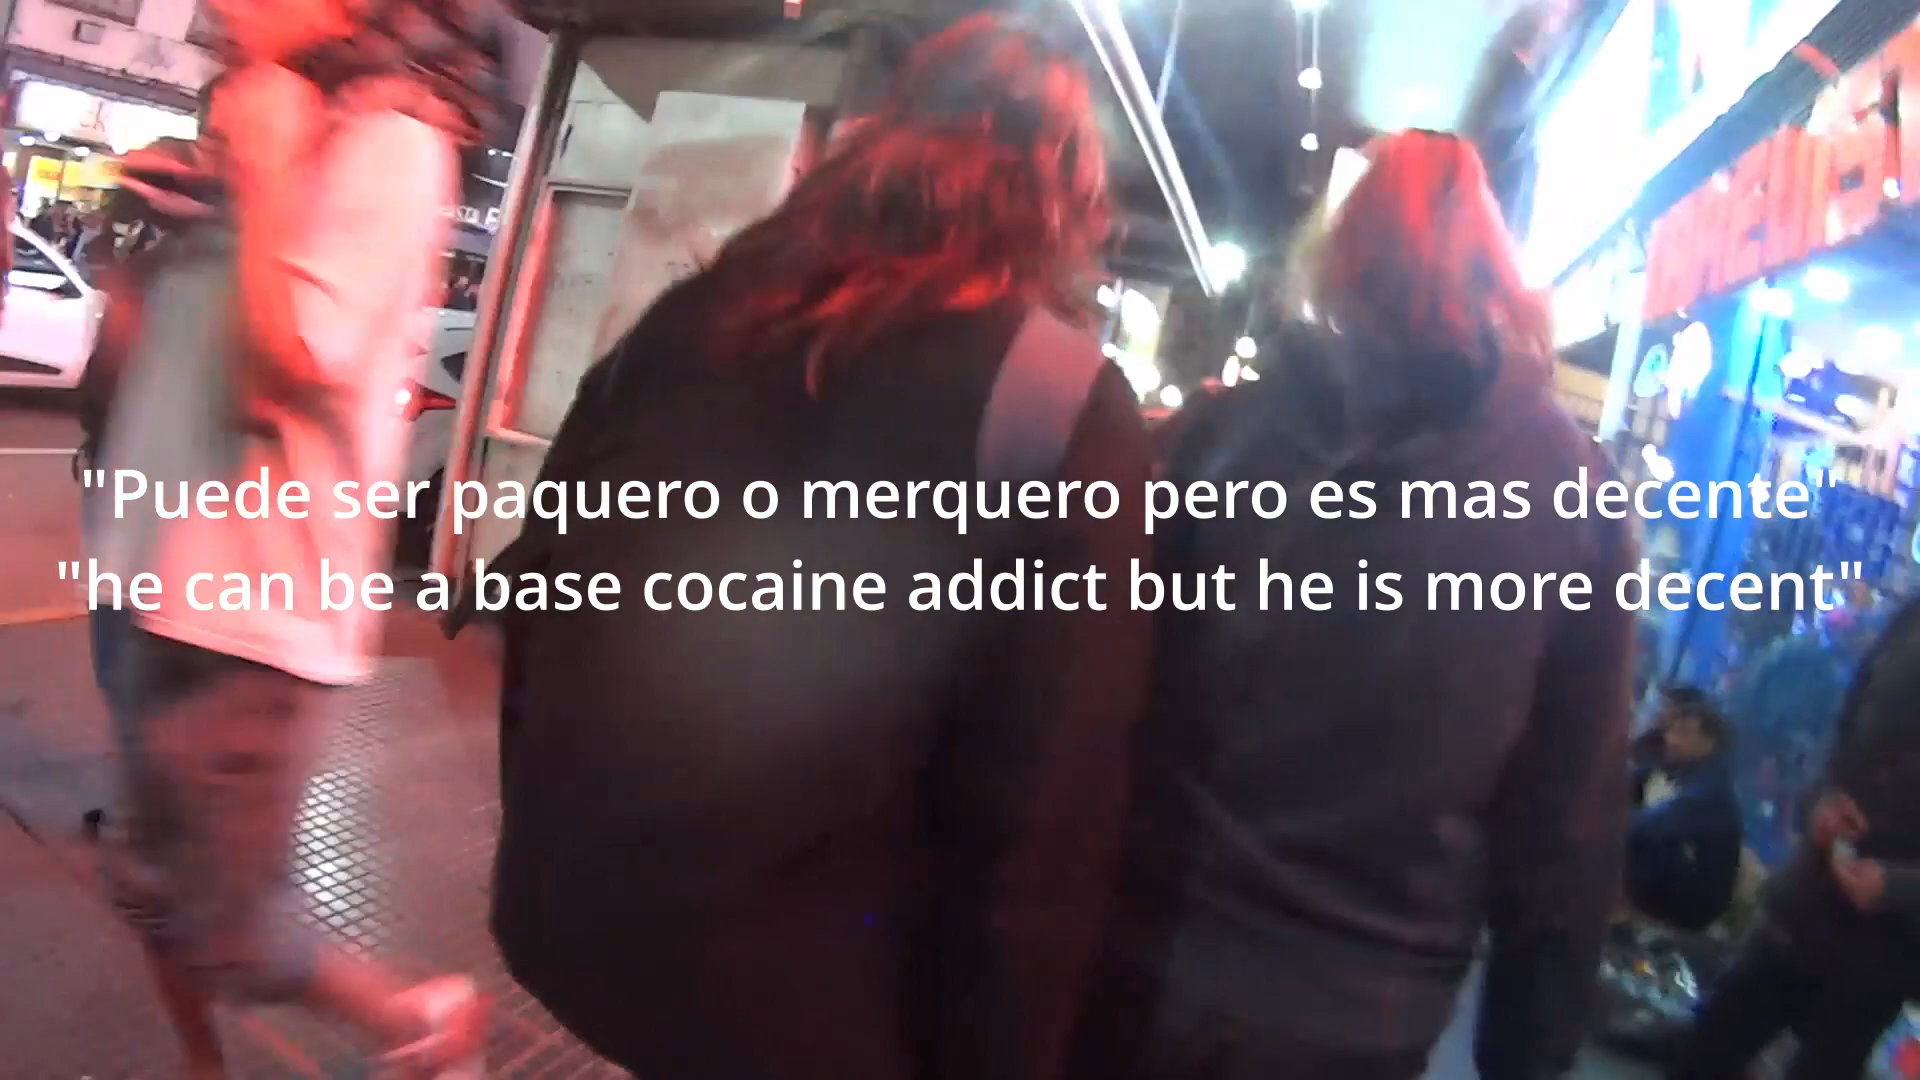 "Puede ser paquero o merquero pero es mas decente"
"he can be a base cocaine addict but he is more decent"